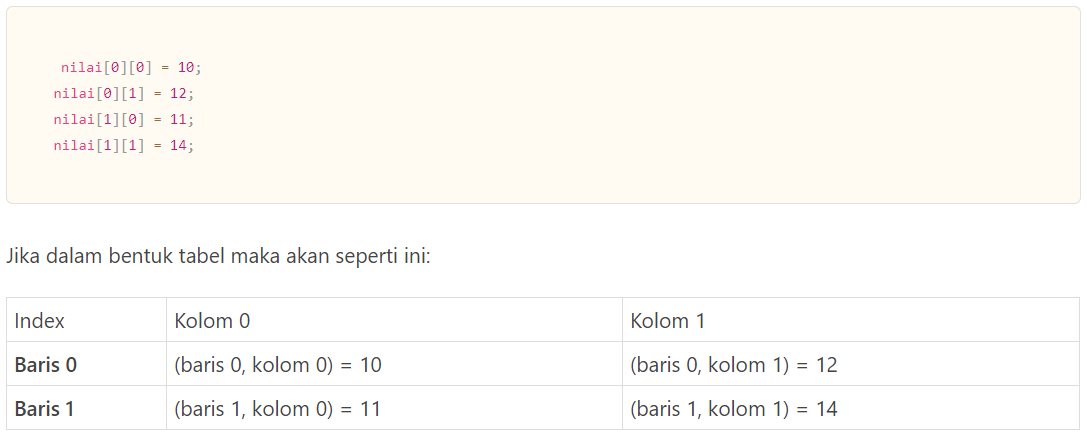 nilai[0][0] = 10;
nilai[0][1] = 12;
nilai[1][0] = 11;
nilai[1][1] = 14;
Jika dalam bentuk tabel maka akan seperti ini:
Index Kolom 0 Kolom 1
Baris 0 (baris 0, kolom 0) = 10 (baris 0, kolom 1) = 12
Baris 1 (baris 1, kolom 0) = 11 (baris 1, kolom 1) = 14